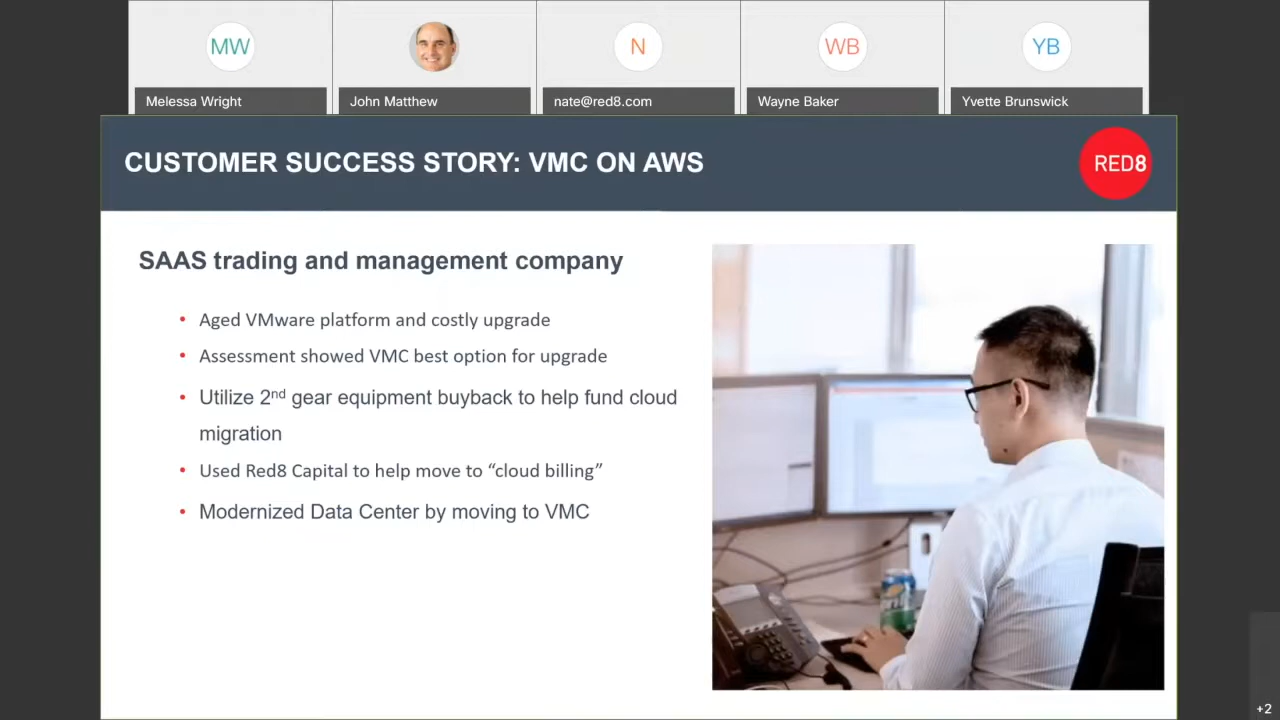 MW
N
WB
YB
Melessa Wright
John Matthew
nate@red8.com
Wayne Baker
Yvette Brunswick
CUSTOMER SUCCESS STORY: VMC ON AWS
RED8
SAAS trading and management company
• Aged VMware platform and costly upgrade
• Assessment showed VMC best option for upgrade
• Utilize 2nd gear equipment buyback to help fund cloud
migration
• Used Red8 Capital to help move to “cloud billing”
• Modernized Data Center by moving to VMC
+2